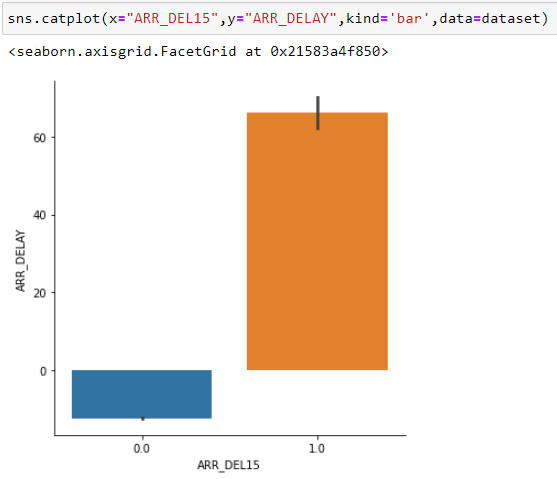 sns.catplot(x="ARR_DEL15",y="ARR_DELAY",kind='bar',data=dataset)
<seaborn.axisgrid.FacetGrid at 0x21583a4f850>
60
40
ARR_DELAY
20
0
0.0 1.0
ARR_DEL15